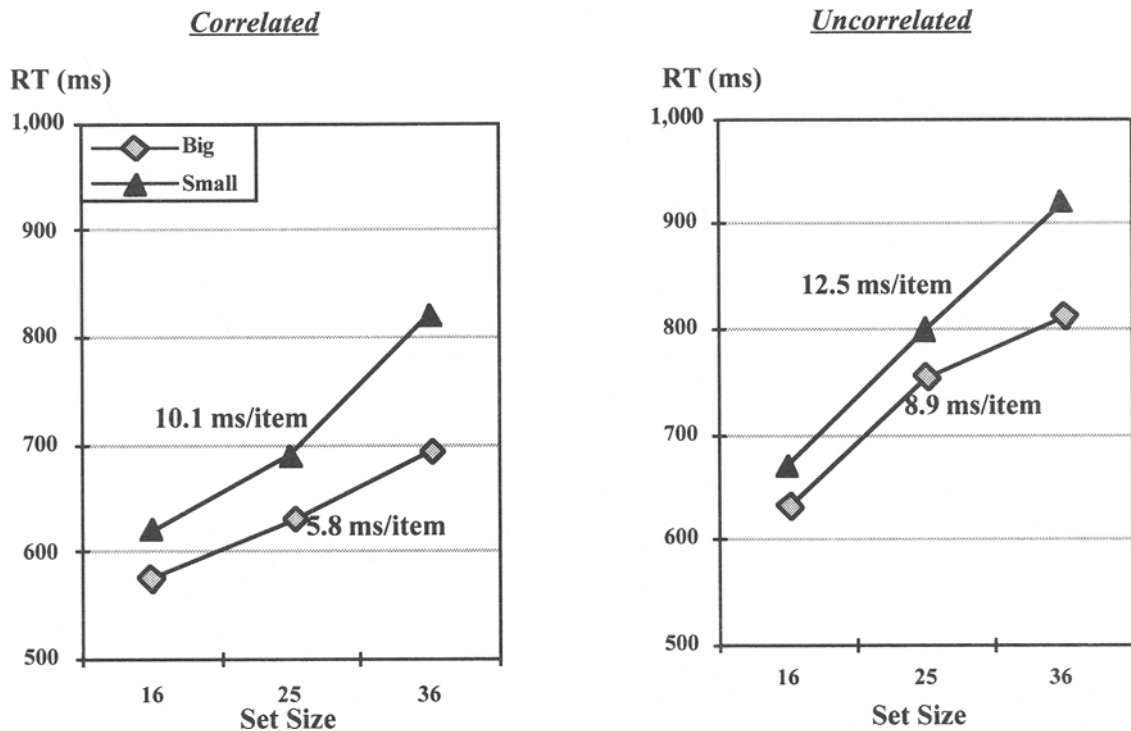 Correlated
RT (ms)
1,000
900
800
700
600
500
Big
Small
10.1 ms/item
5.8 ms/item
16
25
36
Set Size
Uncorrelated
RT (ms)
1,000
900
800
700
600
500
12.5 ms/item
8.9 ms/item
16
25
36
Set Size